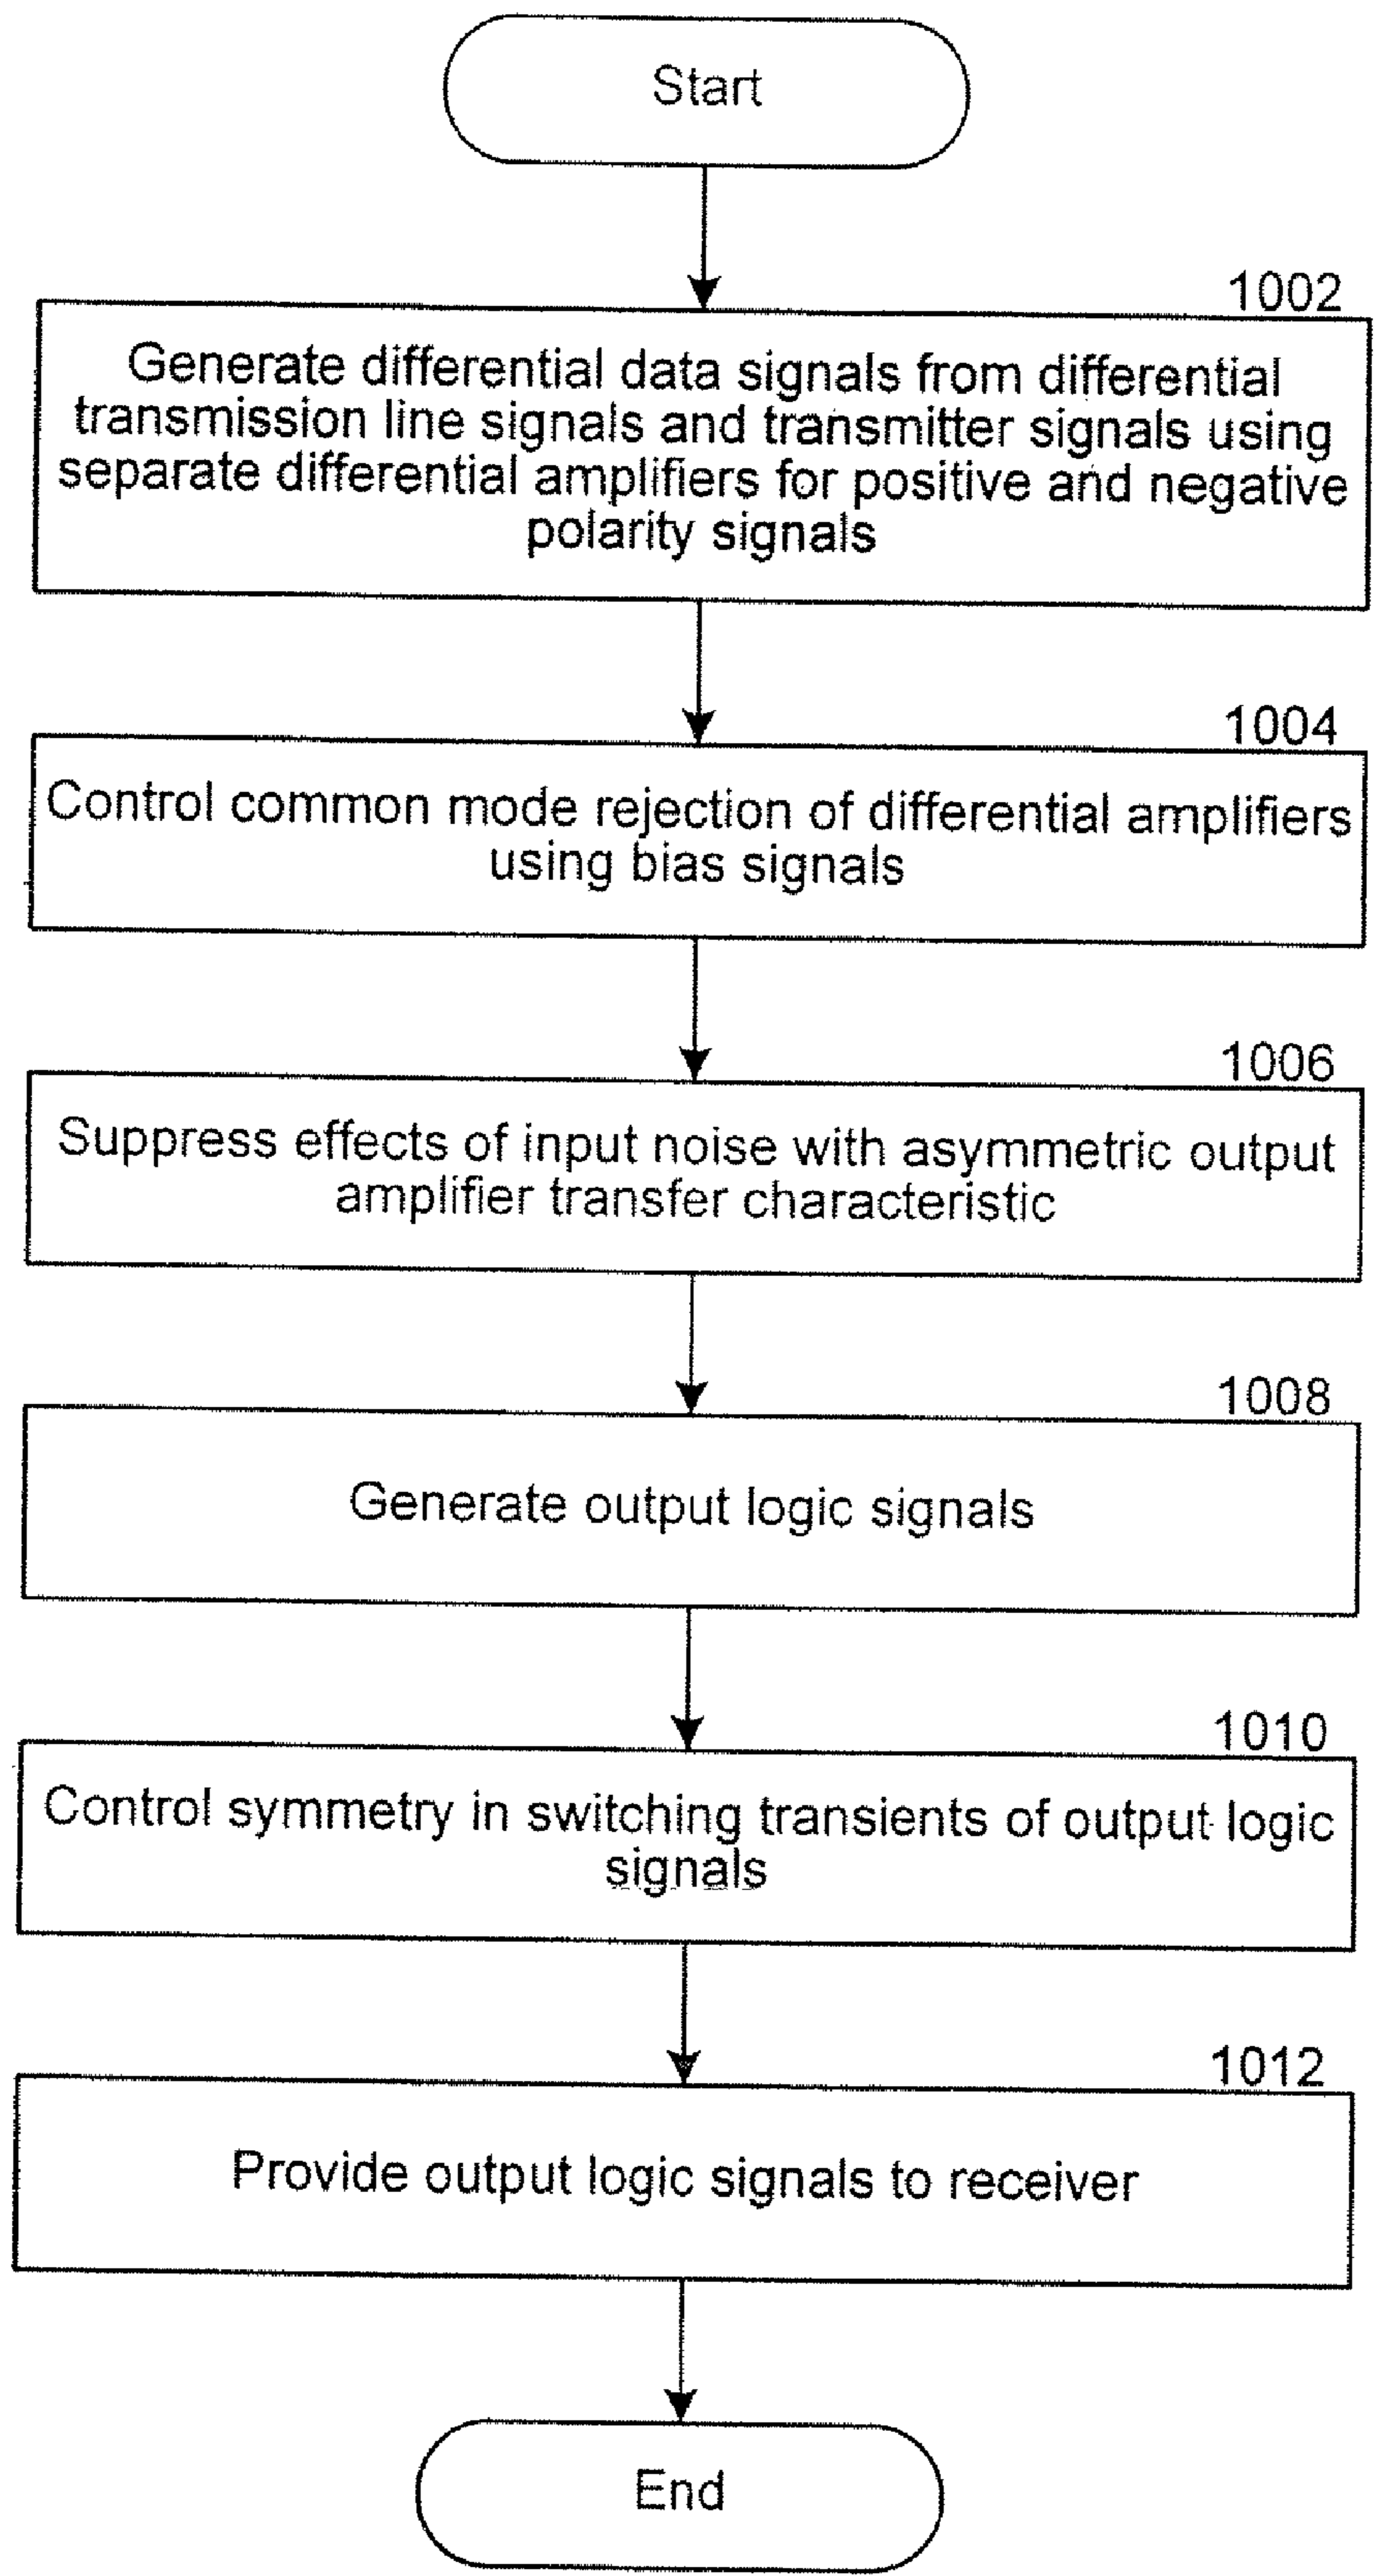 Start
1002
Generate differential data signals from differential
transmission line signals and transmitter signals using
separate differential amplifiers for positive and negative
polarity signals
1004
Control common mode rejection of differential amplifiers
using bias signals
1006
Suppress effects of input noise with asymmetric output
amplifier transfer characteristic
1008
Generate output logic signals
1010
Control symmetry in switching transients of output logic
signals
1012
Provide output logic signals to receiver
End